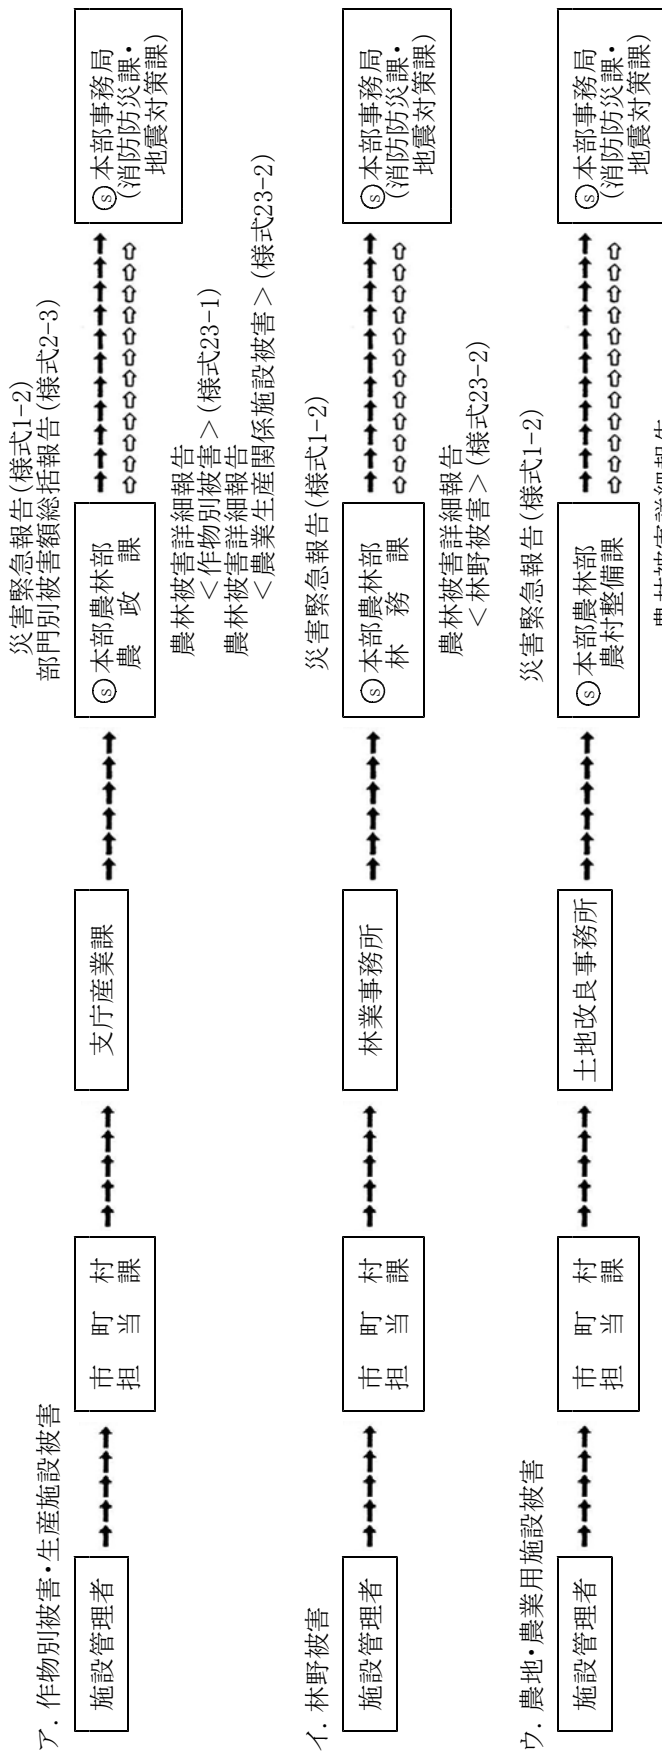 ア. 作物別被害・生産施設被害
施設管理者
市町村
担当課
支庁産業課
災害緊急報告(様式1-2)
部門別被害額総括報告(様式2-3)
Ⓢ本部農林部
農政課
農林被害詳細報告
<作物別被害>(様式23-1)
農林被害詳細報告
<農業生産関係施設被害>(様式23-2)
Ⓢ本部事務局
(消防防災課・
地震対策課)
イ. 林野被害
施設管理者
市町村
担当課
林業事務所
災害緊急報告(様式1-2)
Ⓢ本部農林部
林務課
農林被害詳細報告
<林野被害>(様式23-2)
Ⓢ本部事務局
(消防防災課・
地震対策課)
ウ. 農地・農業用施設被害
施設管理者
市町村
担当課
土地改良事務所
災害緊急報告(様式1-2)
Ⓢ本部農林部
農村整備課
Ⓢ本部事務局
(消防防災課・
地震対策課)